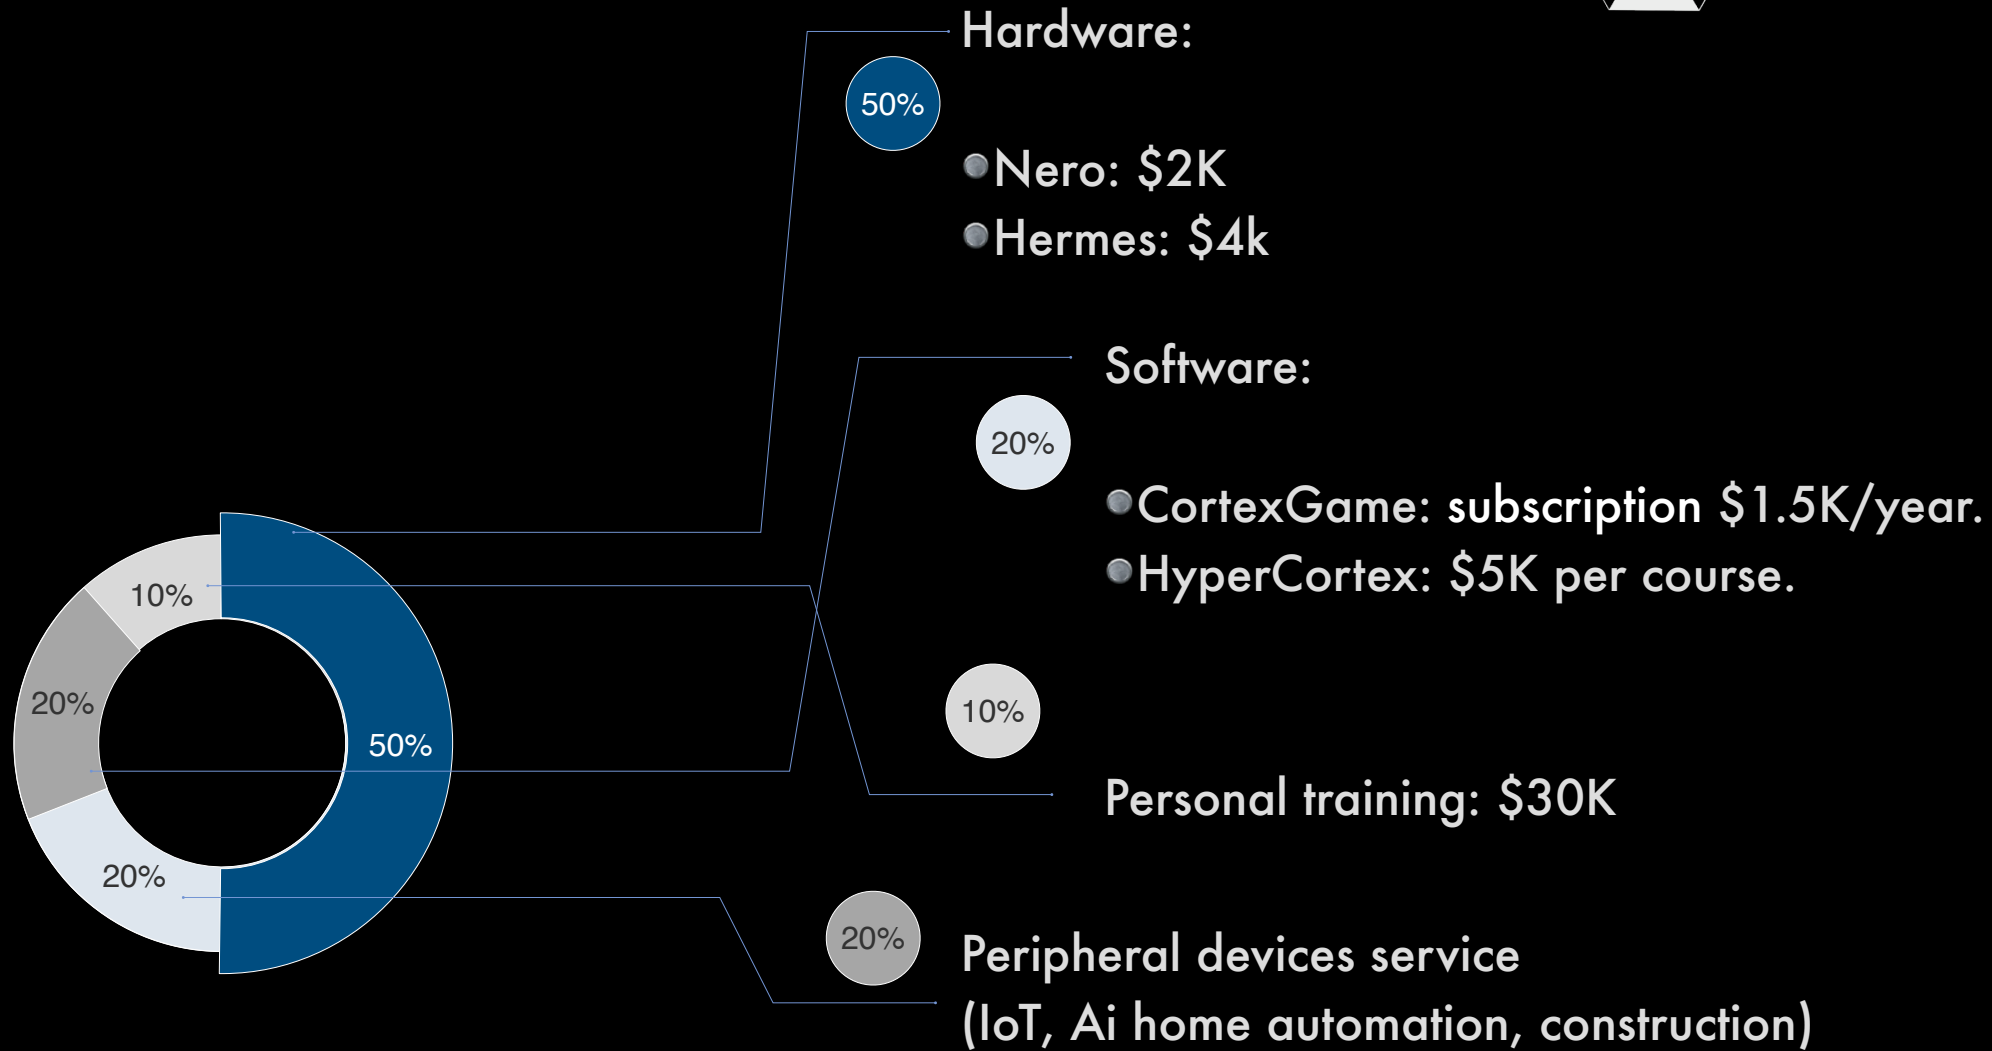 Hardware:
50%
Nero: $2K
Hermes: $4k
Software:
20%
CortexGame: subscription $1.5K/year.
HyperCortex: $5K per course.
10%
Personal training: $30K
20%
Peripheral devices service
(IoT, Ai home automation, construction)
10%
20%
50%
20%